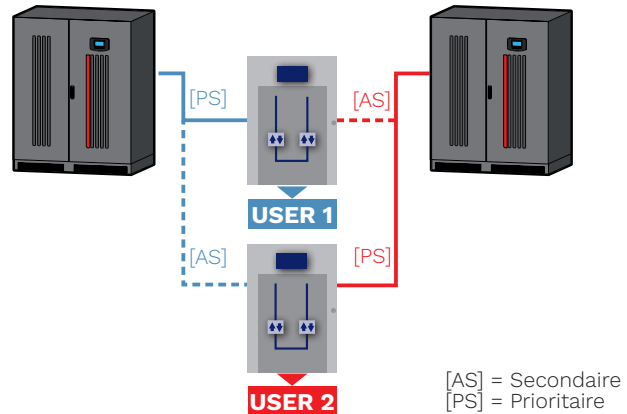 [PS]
[AS]
USER 1
[AS]
[PS]
USER 2
[AS] = Secondaire
[PS] = Prioritaire